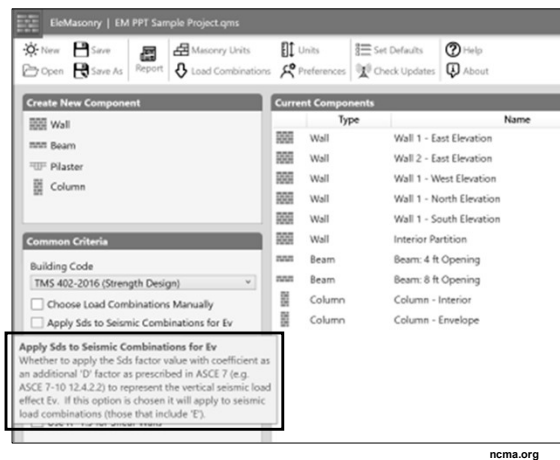 EleMasonry | EM PPT Sample Project.qms
New Save Report Masonry Units Units Set Defaults Help
Open Save As Load Combinations Preferences Check Updates About
Create New Component
Wall
Beam
Pilaster
Column
Common Criteria
Building Code
TMS 402-2016 (Strength Design)
Choose Load Combinations Manually
Apply Sds to Seismic Combinations for Ev
Apply Sds to Seismic Combinations for Ev
Whether to apply the Sds factor value with coefficient as
an additional 'D' factor as prescribed in ASCE 7 (e.g.
ASCE 7-10 12.4.2.2) to represent the vertical seismic load
effect Ev. If this option is chosen it will apply to seismic
load combinations (those that include 'E').
Current Components
Type Name
Wall Wall 1 - East Elevation
Wall Wall 2 - East Elevation
Wall Wall 1 - West Elevation
Wall Wall 1 - North Elevation
Wall Wall 1 - South Elevation
Wall Interior Partition
Beam Beam: 4 ft Opening
Beam Beam: 8 ft Opening
Column Column - Interior
Column Column - Envelope
ncma.org